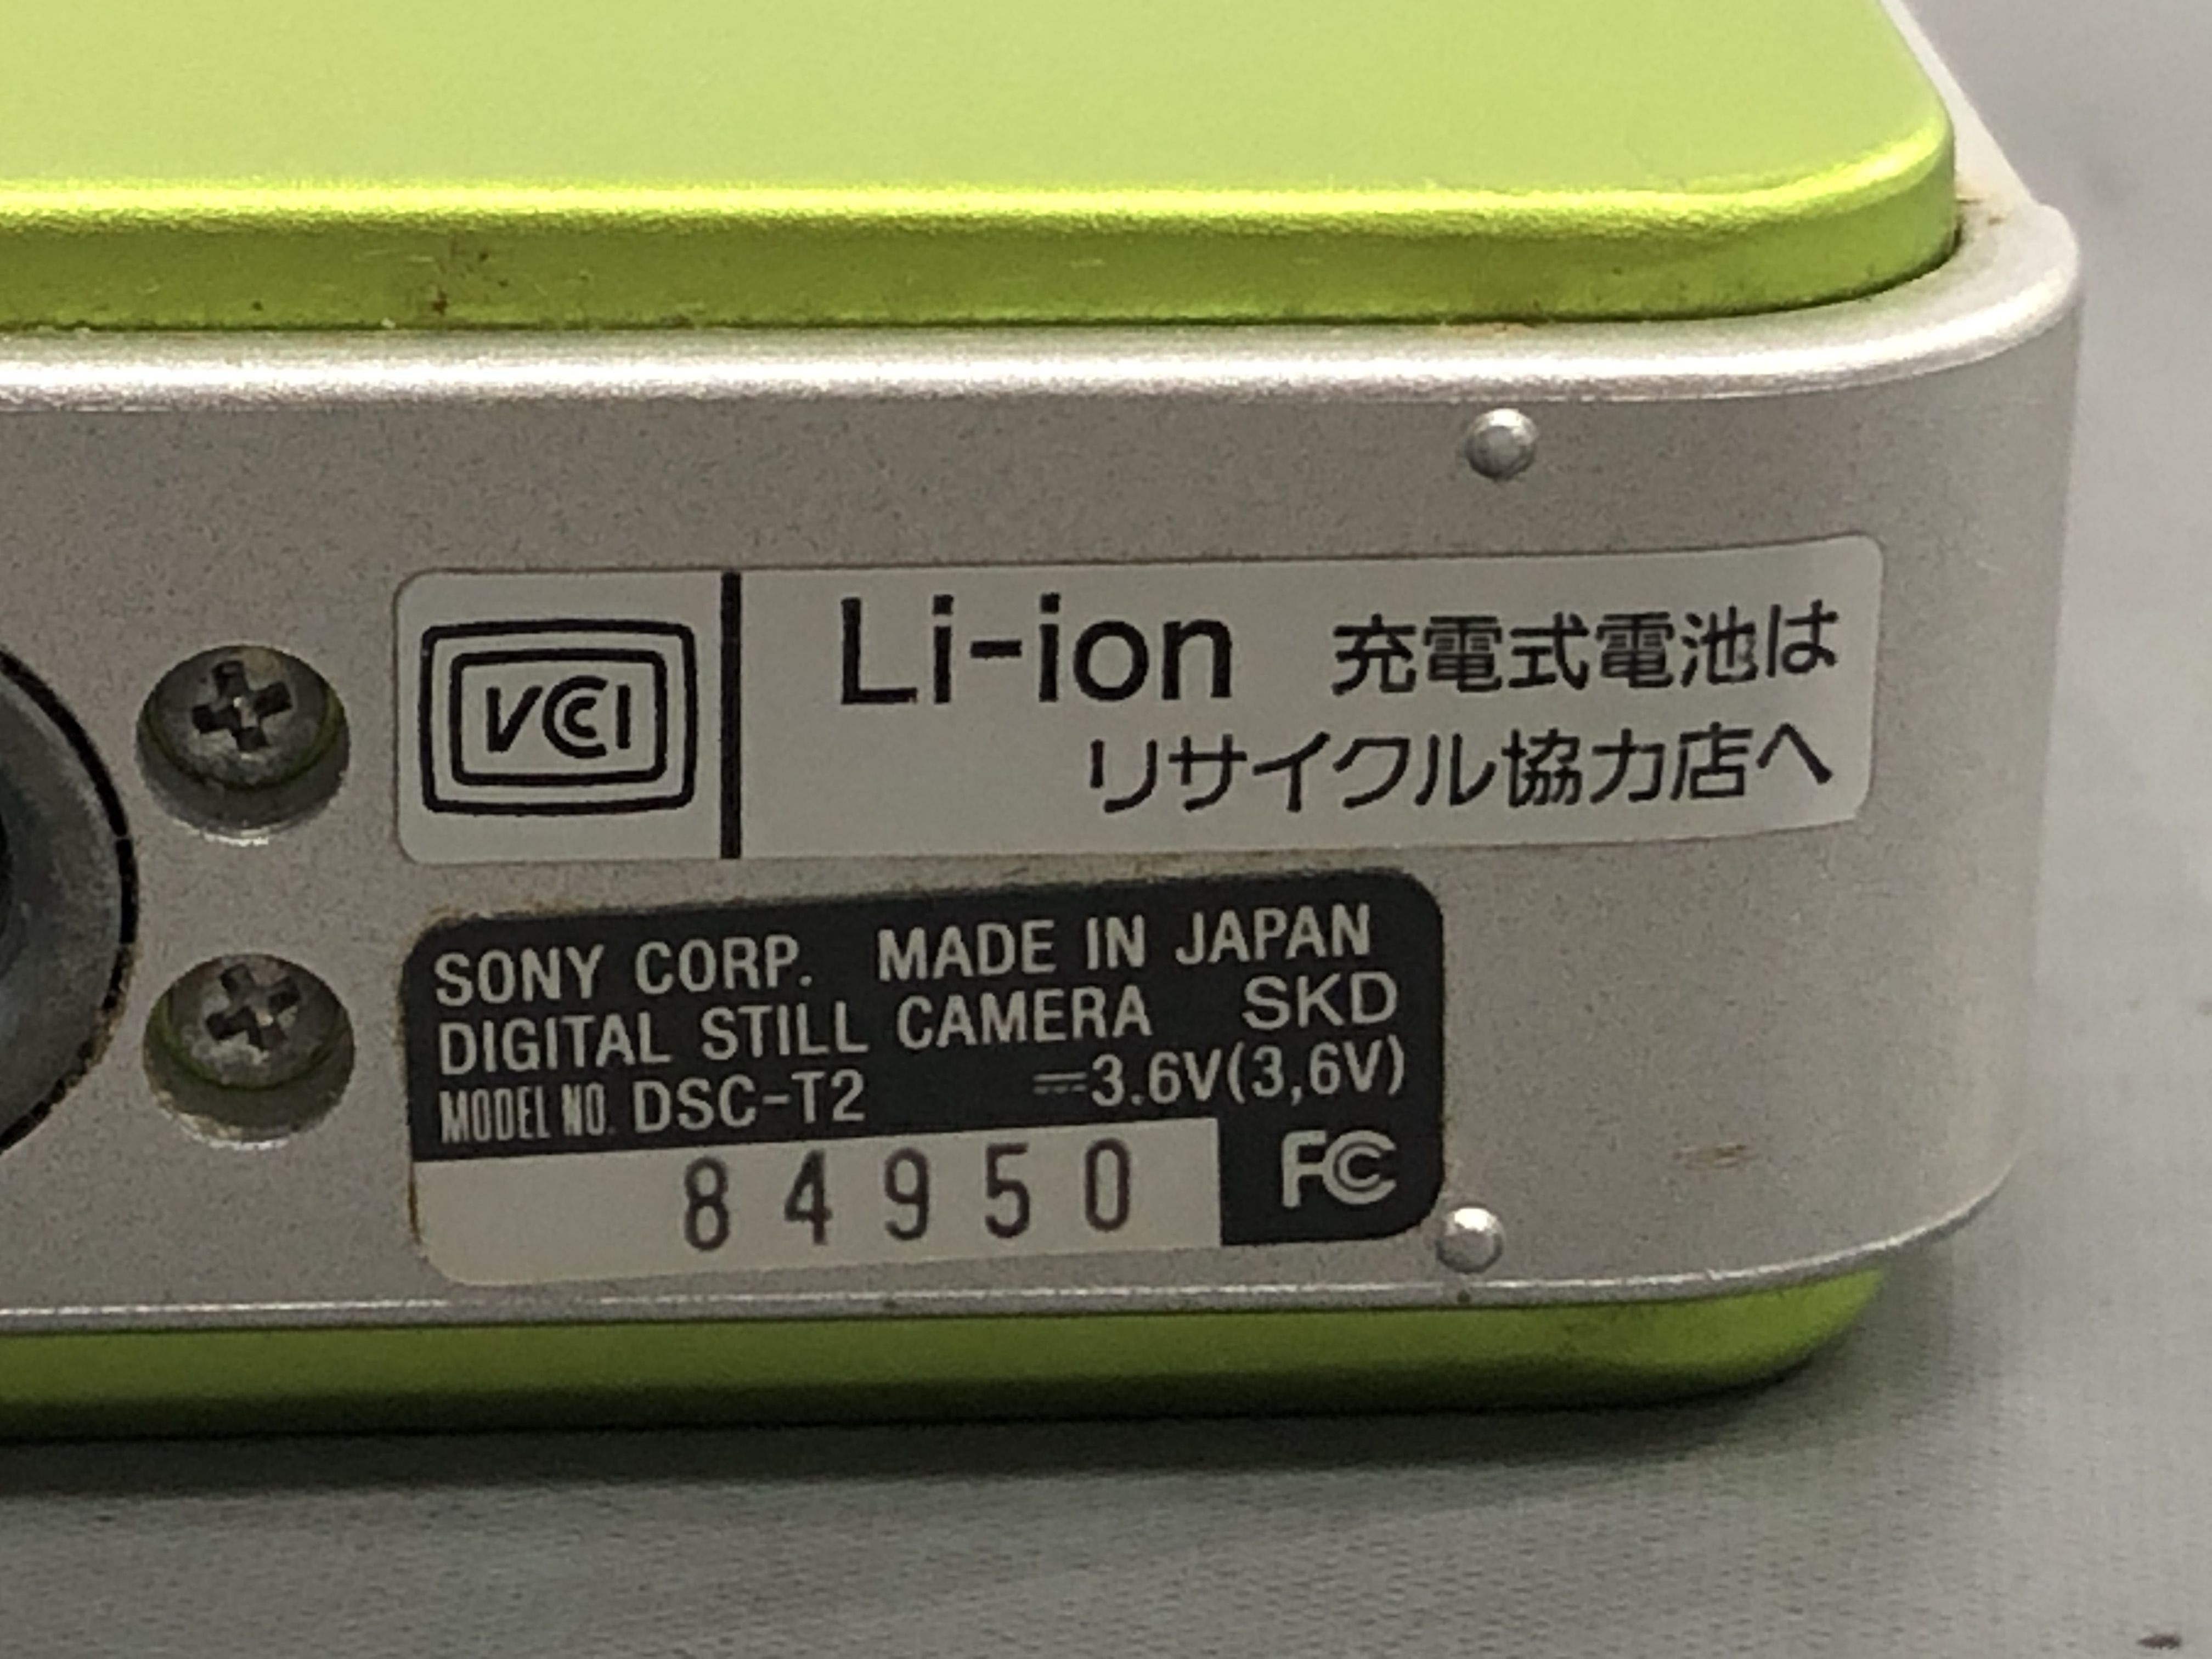 VCCI
Li-ion 充電式電池は
リサイクル協力店へ
SONY CORP. MADE IN JAPAN
DIGITAL STILL CAMERA SKD
MODEL NO. DSC-T2 ⎓3.6V(3,6V)
84950 FC